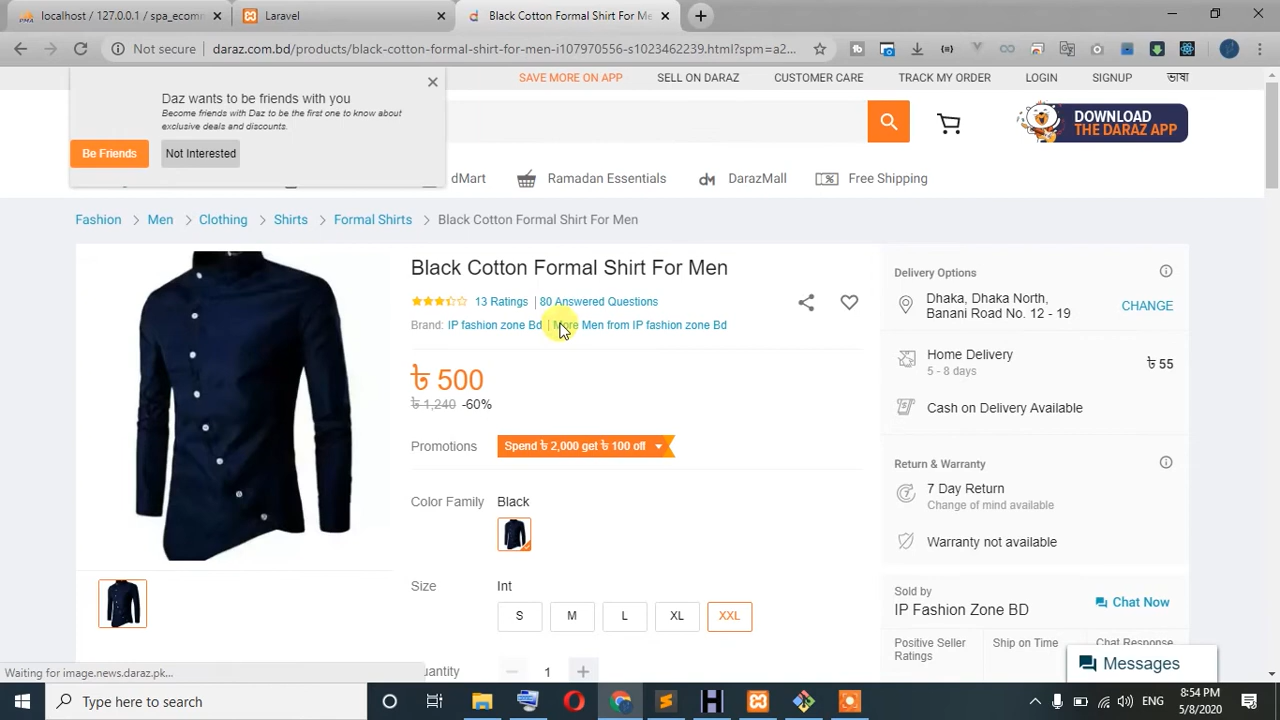 localhost / 127.0.0.1 / spa_ecomm
Laravel
Black Cotton Formal Shirt For Me
Not secure
daraz.com.bd/products/black-cotton-formal-shirt-for-men-i107970556-s1023462239.html?spm=a2...
SAVE MORE ON APP
SELL ON DARAZ
CUSTOMER CARE
TRACK MY ORDER
LOGIN
SIGNUP
ভাষা
Daz wants to be friends with you
Become friends with Daz to be the first one to know about
exclusive deals and discounts.
Be Friends
Not Interested
DOWNLOAD
THE DARAZ APP
dMart
Ramadan Essentials
DarazMall
Free Shipping
Fashion
Men
Clothing
Shirts
Formal Shirts
Black Cotton Formal Shirt For Men
Black Cotton Formal Shirt For Men
13 Ratings | 80 Answered Questions
Brand: IP fashion zone Bd | More Men from IP fashion zone Bd
৳ 500
৳ 1,240 -60%
Promotions
Spend ৳ 2,000 get ৳ 100 off
Color Family
Black
Size
Int
S
M
L
XL
XXL
Quantity
1
Delivery Options
Dhaka, Dhaka North,
Banani Road No. 12 - 19
CHANGE
Home Delivery
5 - 8 days
৳ 55
Cash on Delivery Available
Return & Warranty
7 Day Return
Change of mind available
Warranty not available
Sold by
IP Fashion Zone BD
Chat Now
Positive Seller
Ratings
Ship on Time
Chat Response
Messages
Waiting for image.news.daraz.pk...
Type here to search
ENG
8:54 PM
5/8/2020